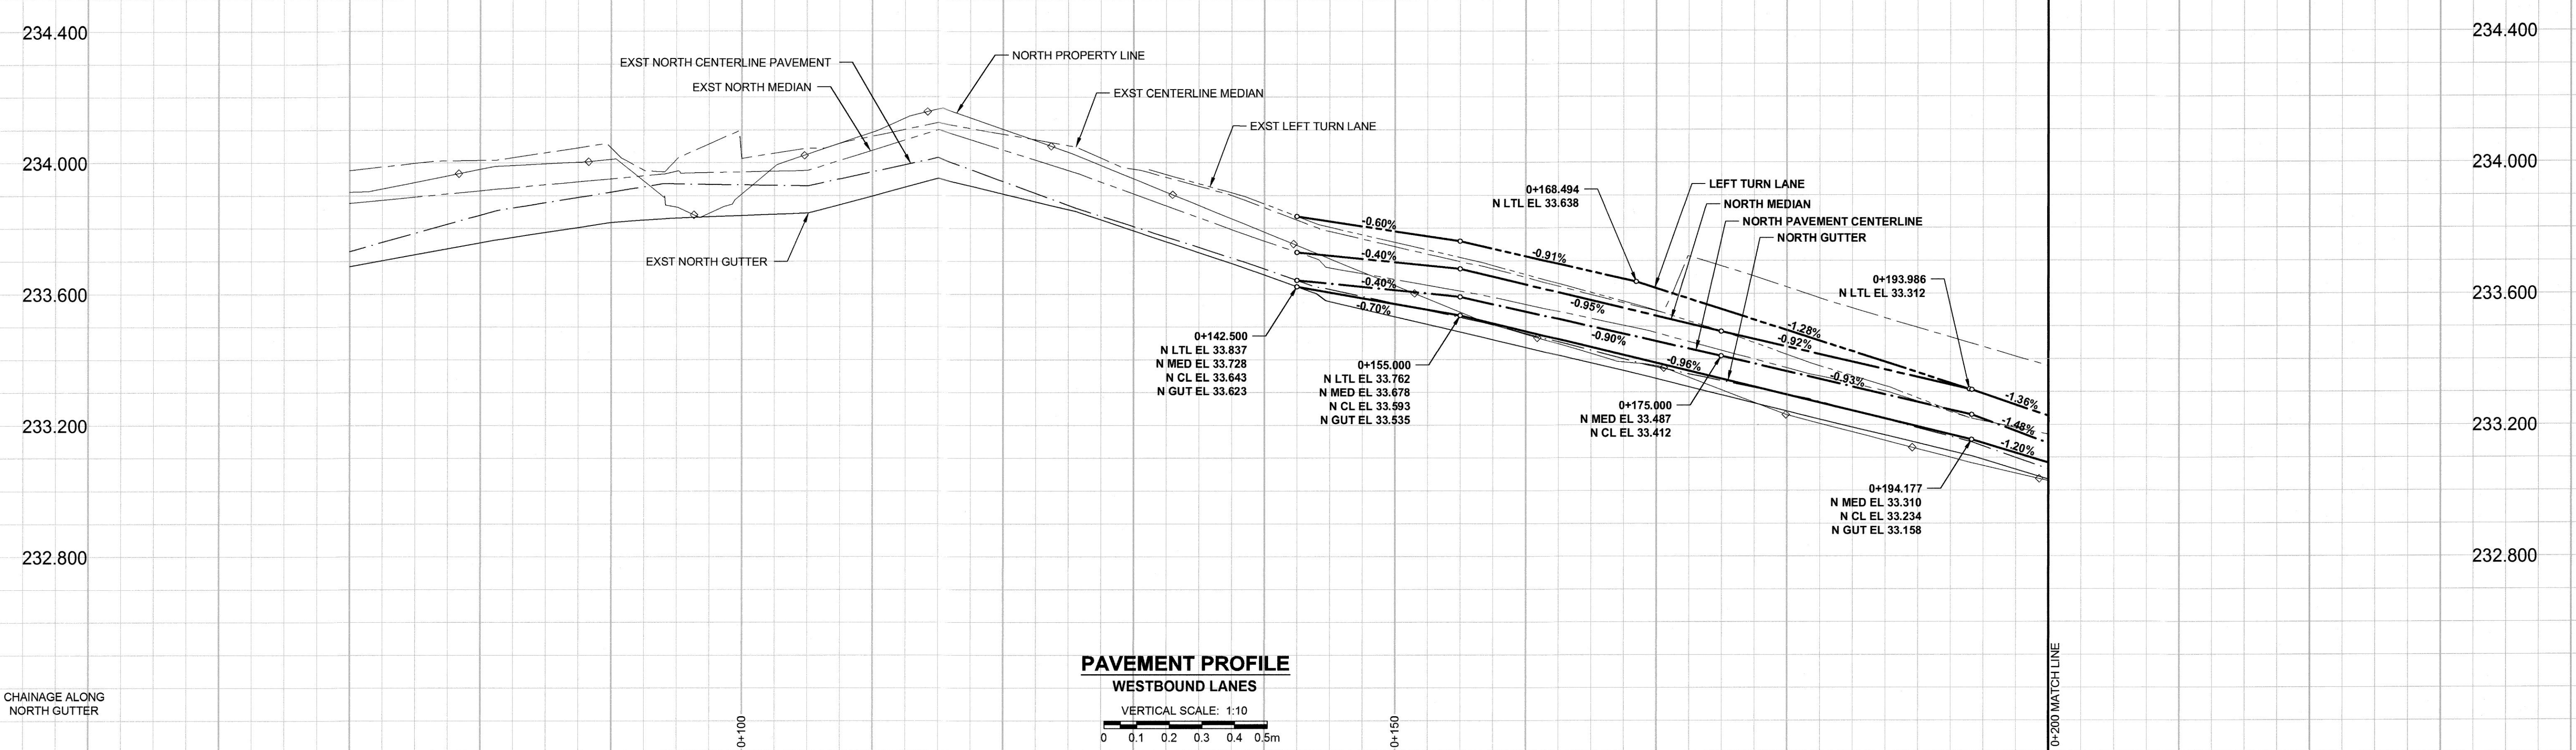 234.400
234.000
233.600
233.200
232.800
234.400
234.000
233.600
233.200
232.800
EXST NORTH CENTERLINE PAVEMENT
EXST NORTH MEDIAN
NORTH PROPERTY LINE
EXST CENTERLINE MEDIAN
EXST LEFT TURN LANE
EXST NORTH GUTTER
0+168.494
N LTL EL 33.638
LEFT TURN LANE
NORTH MEDIAN
NORTH PAVEMENT CENTERLINE
NORTH GUTTER
0+193.986
N LTL EL 33.312
-0.60%
-0.91%
-0.40%
-0.40%
-0.70%
-0.95%
-0.90%
-0.96%
-1.28%
-0.92%
-0.93%
-1.36%
-1.48%
-1.20%
0+142.500
N LTL EL 33.837
N MED EL 33.728
N CL EL 33.643
N GUT EL 33.623
0+155.000
N LTL EL 33.762
N MED EL 33.678
N CL EL 33.593
N GUT EL 33.535
0+175.000
N MED EL 33.487
N CL EL 33.412
0+194.177
N MED EL 33.310
N CL EL 33.234
N GUT EL 33.158
PAVEMENT PROFILE
WESTBOUND LANES
VERTICAL SCALE: 1:10
0 0.1 0.2 0.3 0.4 0.5m
CHAINAGE ALONG
NORTH GUTTER
0+100
0+150
0+200 MATCH LINE